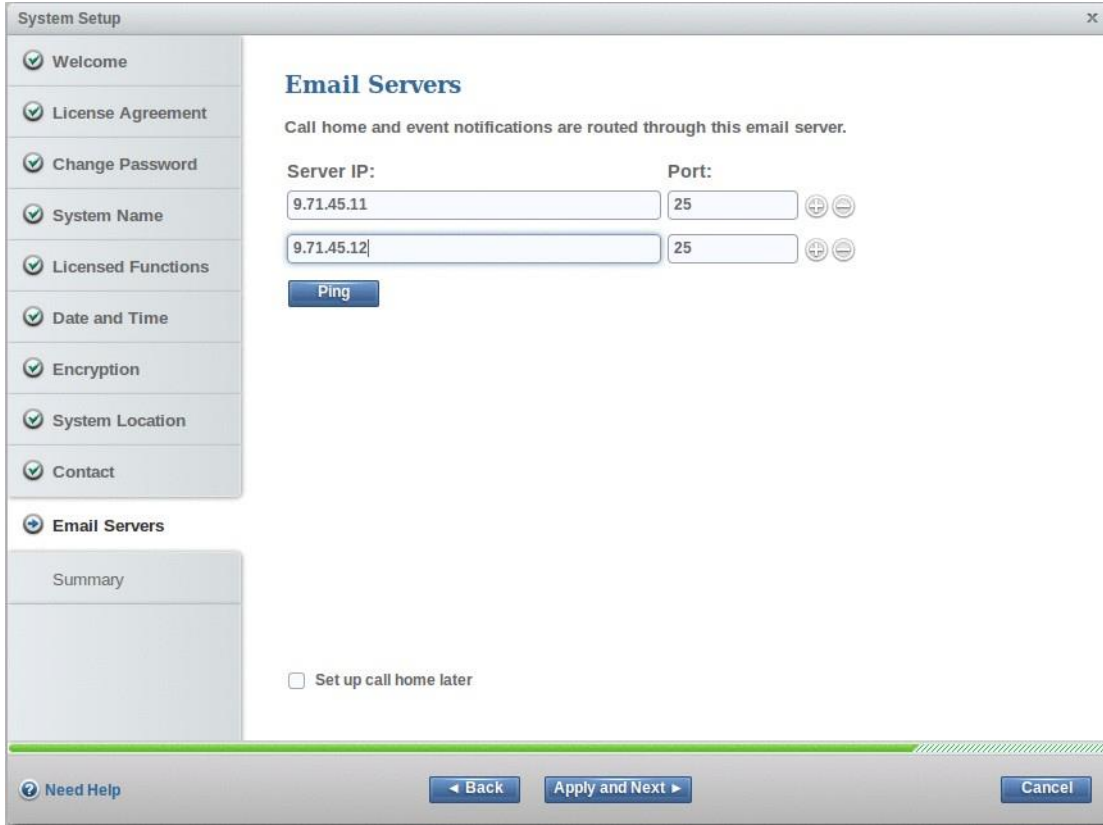 System Setup
Welcome
License Agreement
Change Password
System Name
Licensed Functions
Date and Time
Encryption
System Location
Contact
Email Servers
Summary
Email Servers
Call home and event notifications are routed through this email server.
Server IP: Port:
9.71.45.11 25
9.71.45.12 25
Ping
Set up call home later
Need Help
◄ Back
Apply and Next ►
Cancel